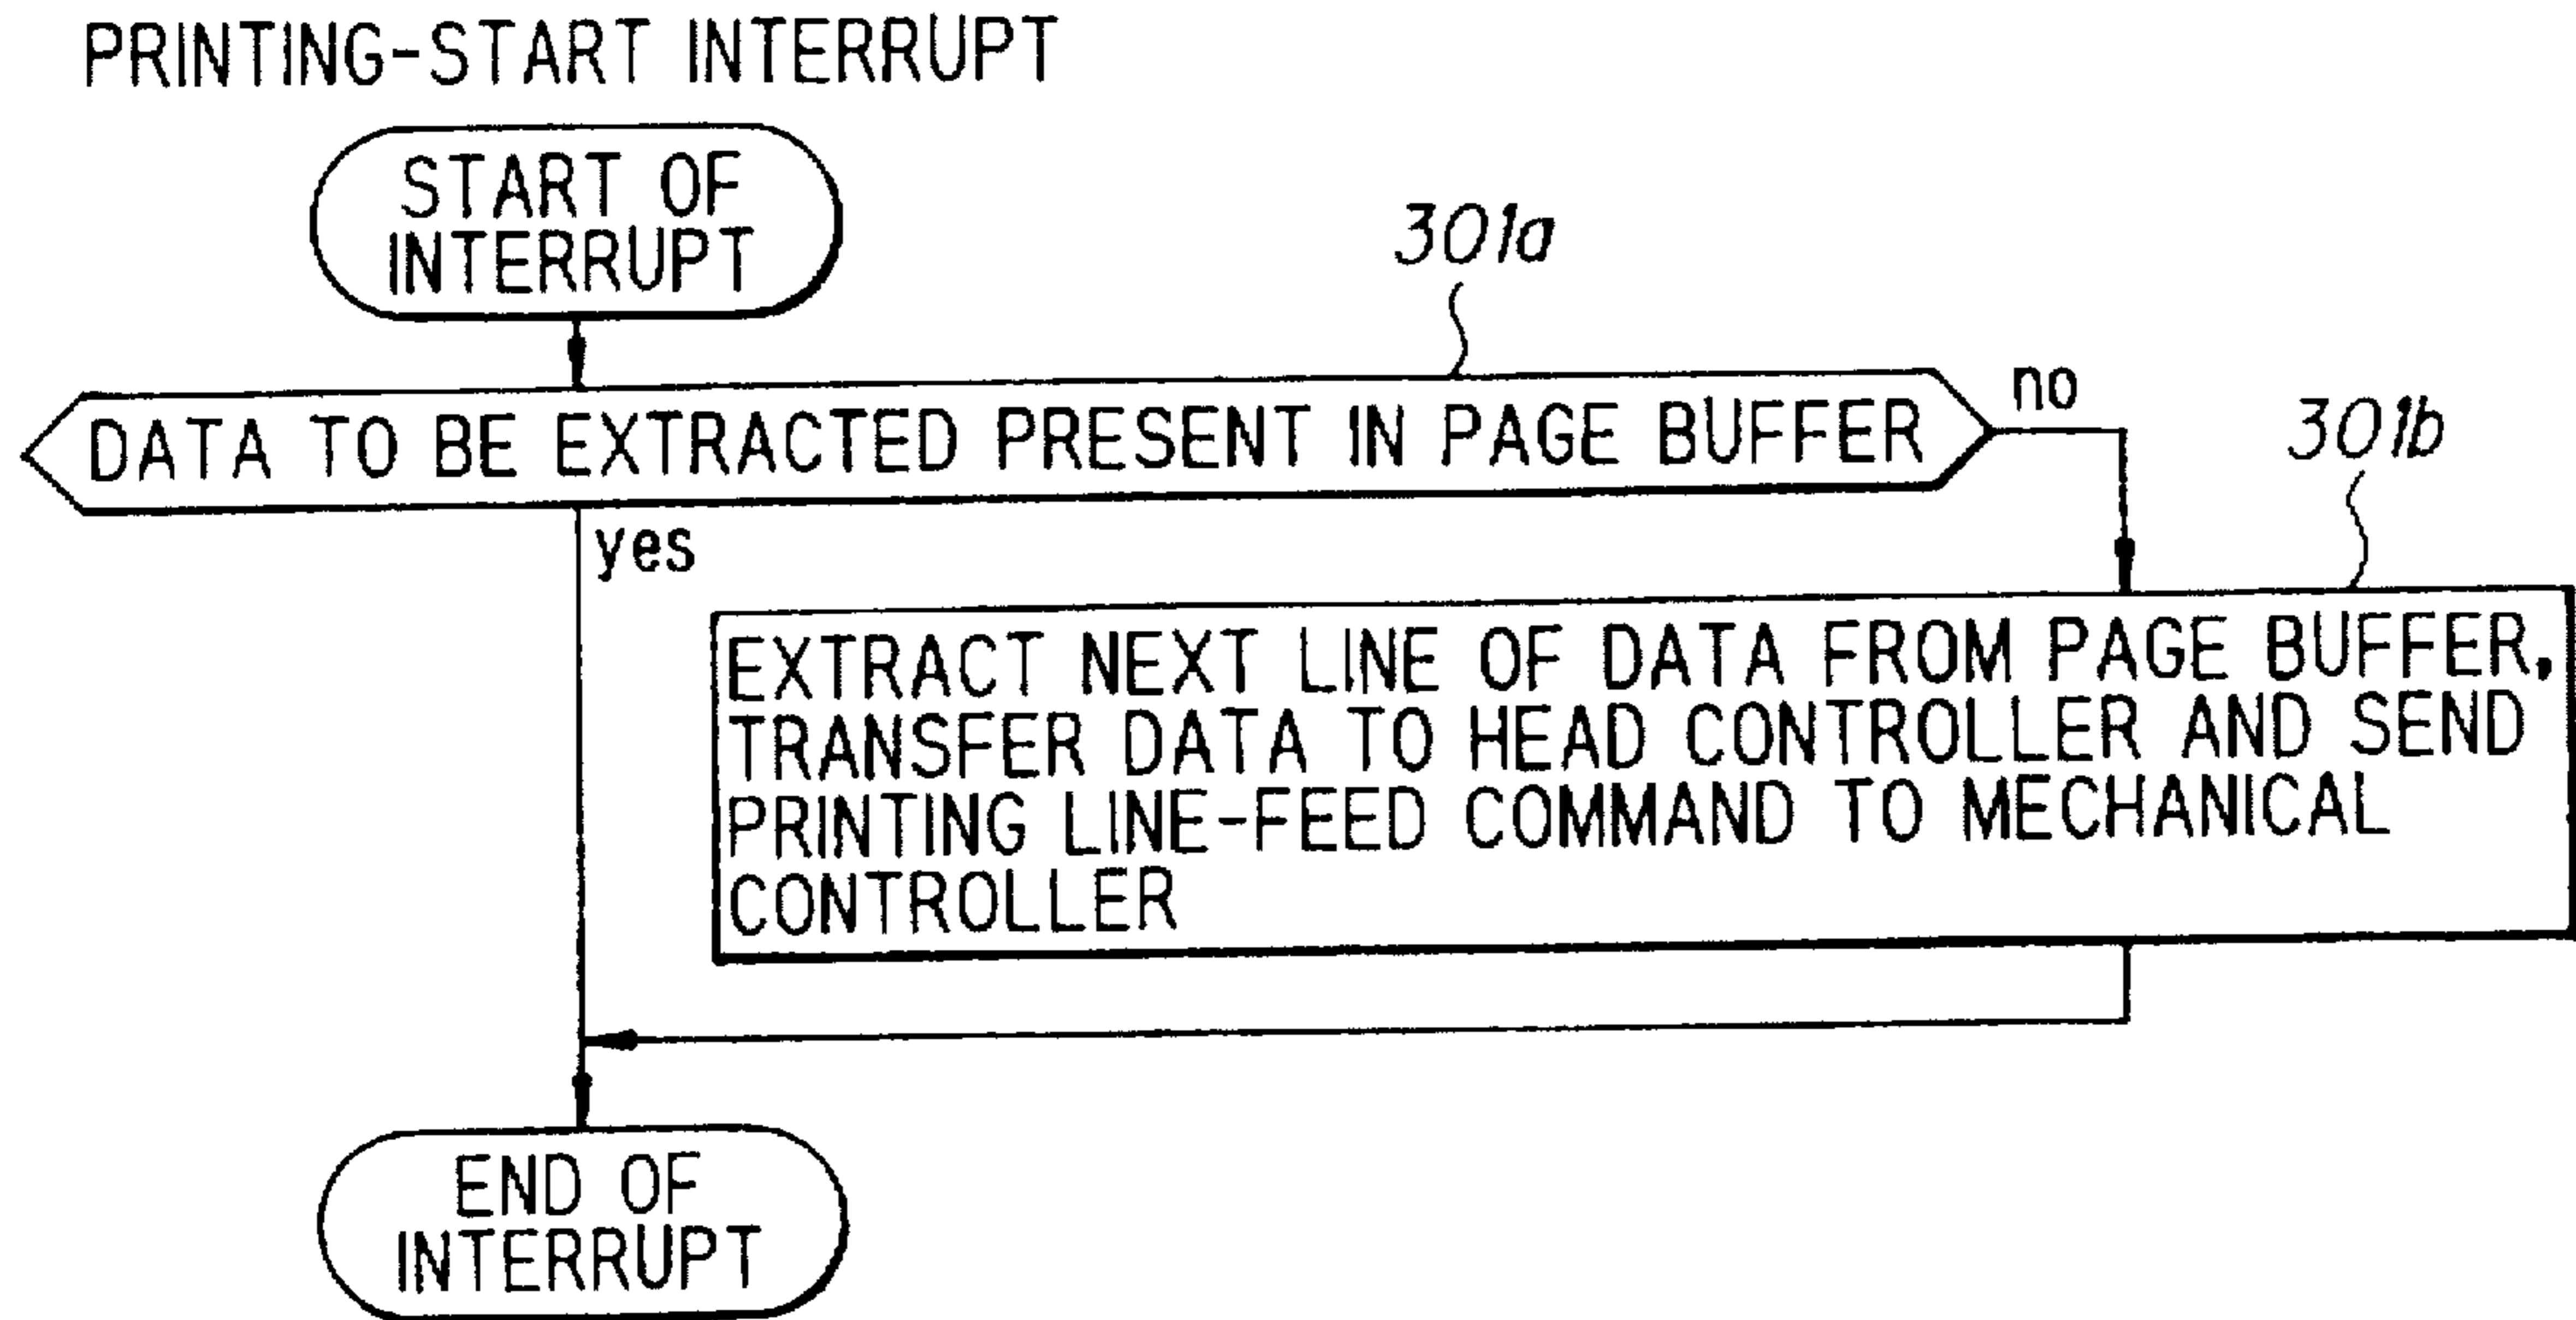 PRINTING-START INTERRUPT
START OF
INTERRUPT
301a
DATA TO BE EXTRACTED PRESENT IN PAGE BUFFER
no
301b
yes
EXTRACT NEXT LINE OF DATA FROM PAGE BUFFER,
TRANSFER DATA TO HEAD CONTROLLER AND SEND
PRINTING LINE-FEED COMMAND TO MECHANICAL
CONTROLLER
END OF
INTERRUPT